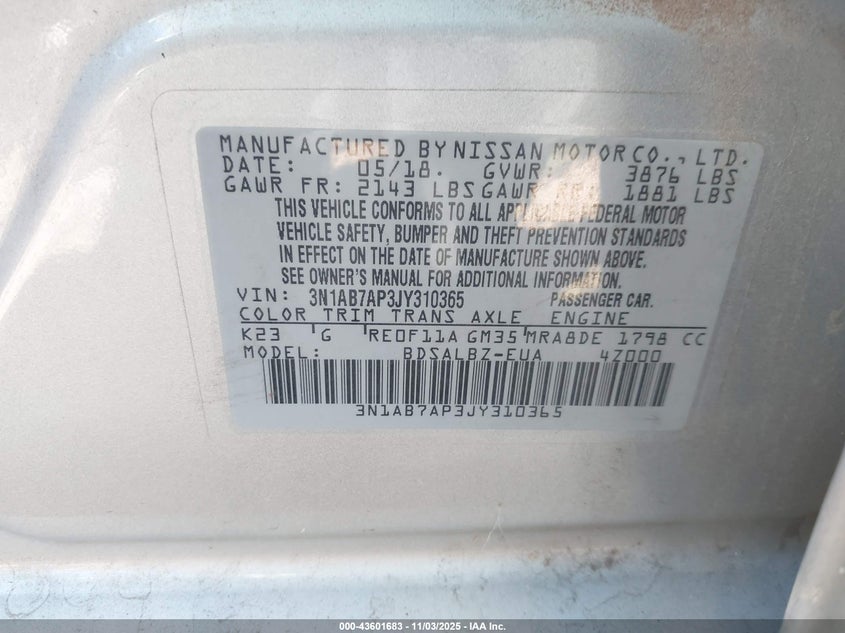 MANUFACTURED BY NISSAN MOTOR CO., LTD.
DATE: 05/18. GVWR: 3876 LBS
GAWR FR: 2143 LBS GAWR RR: 1881 LBS
THIS VEHICLE CONFORMS TO ALL APPLICABLE FEDERAL MOTOR
VEHICLE SAFETY, BUMPER AND THEFT PREVENTION STANDARDS
IN EFFECT ON THE DATE OF MANUFACTURE SHOWN ABOVE.
SEE OWNER'S MANUAL FOR ADDITIONAL INFORMATION.
VIN: 3N1AB7AP3JY310365 PASSENGER CAR.
COLOR TRIM TRANS AXLE ENGINE
K23 G RE0F11A GM35 MRA8DE 1798 CC
MODEL: BDSALBZ-EUA 4Z000
3N1AB7AP3JY310365
000-43601683 - 11/03/2025 - IAA Inc.